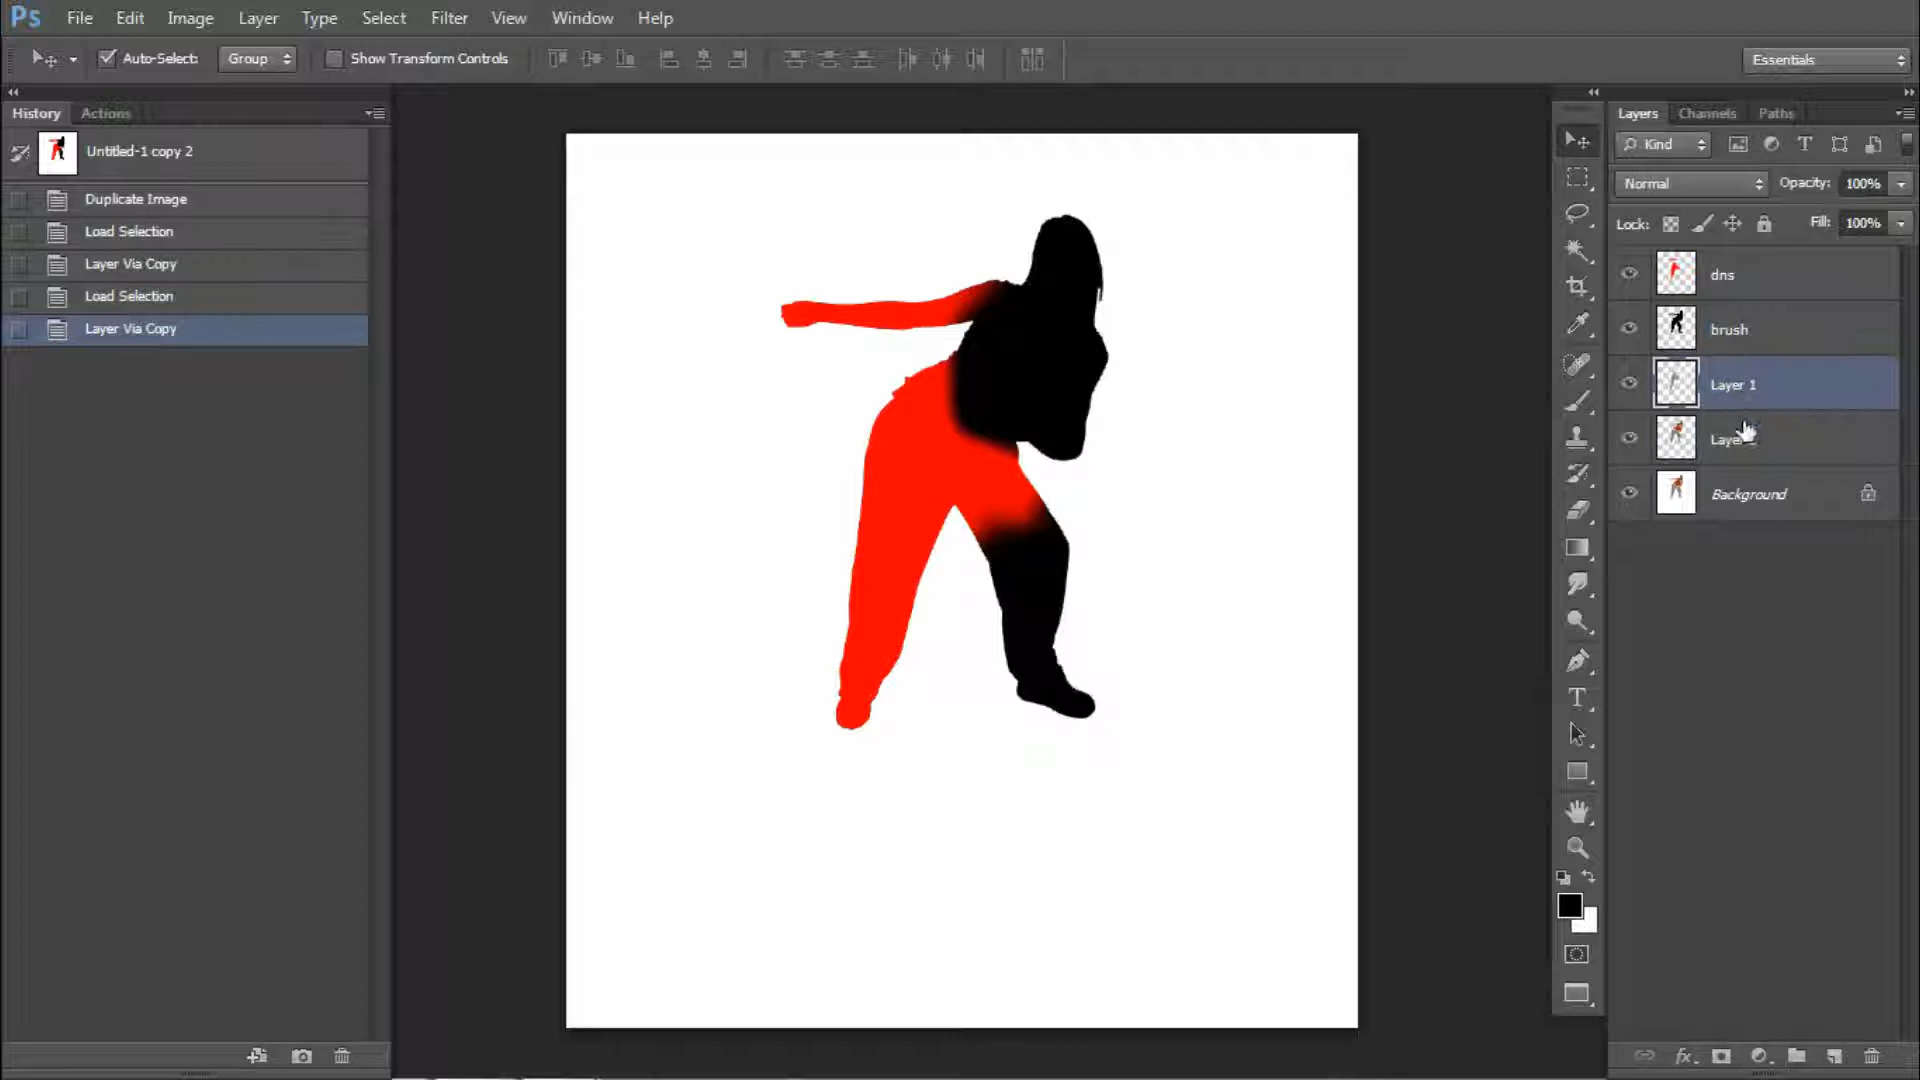 Ps File Edit Image Layer Type Select Filter View Window Help
Auto-Select: Group Show Transform Controls Essentials
History Actions Layers Channels Paths
Untitled-1 copy 2
Kind
Normal Opacity: 100%
Lock: Fill: 100%
Duplicate Image
Load Selection
Layer Via Copy
Load Selection
Layer Via Copy
dns
brush
Layer 1
Background